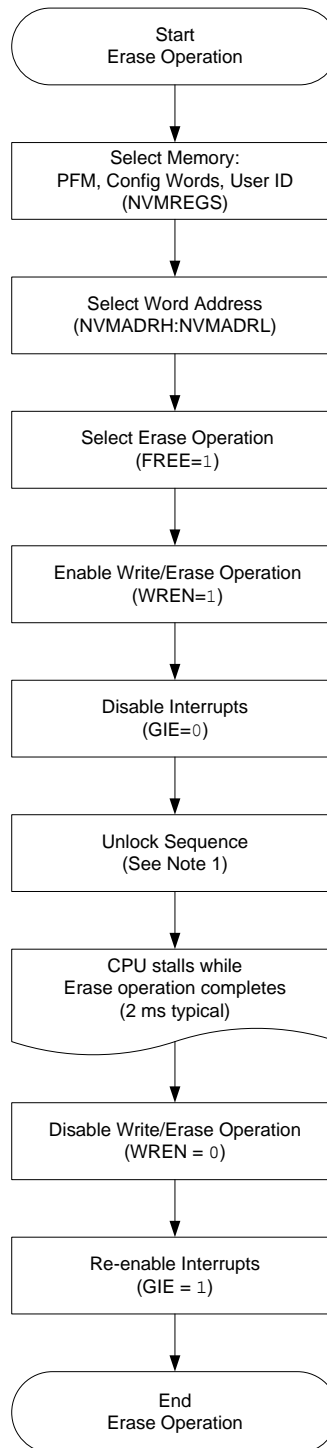 Start
Erase Operation
Select Memory:
PFM, Config Words, User ID
(NVMREGS)
Select Word Address
(NVMADRH:NVMADRL)
Select Erase Operation
(FREE=1)
Enable Write/Erase Operation
(WREN=1)
Disable Interrupts
(GIE=0)
Unlock Sequence
(See Note 1)
CPU stalls while
Erase operation completes
(2 ms typical)
Disable Write/Erase Operation
(WREN = 0)
Re-enable Interrupts
(GIE = 1)
End
Erase Operation